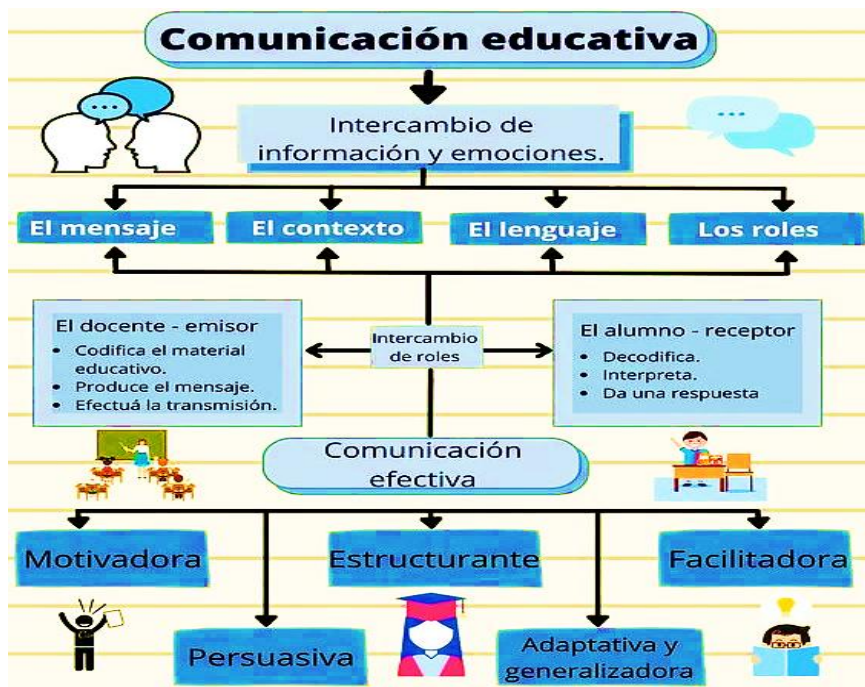 Comunicación educativa
Intercambio de
información y emociones.
El mensaje
El contexto
El lenguaje
Los roles
El docente - emisor
• Codifica el material
educativo.
• Produce el mensaje.
• Efectuá la transmisión.
Intercambio
de roles
El alumno - receptor
• Decodifica.
• Interpreta.
• Da una respuesta
Comunicación
efectiva
Motivadora
Estructurante
Facilitadora
Persuasiva
Adaptativa y
generalizadora